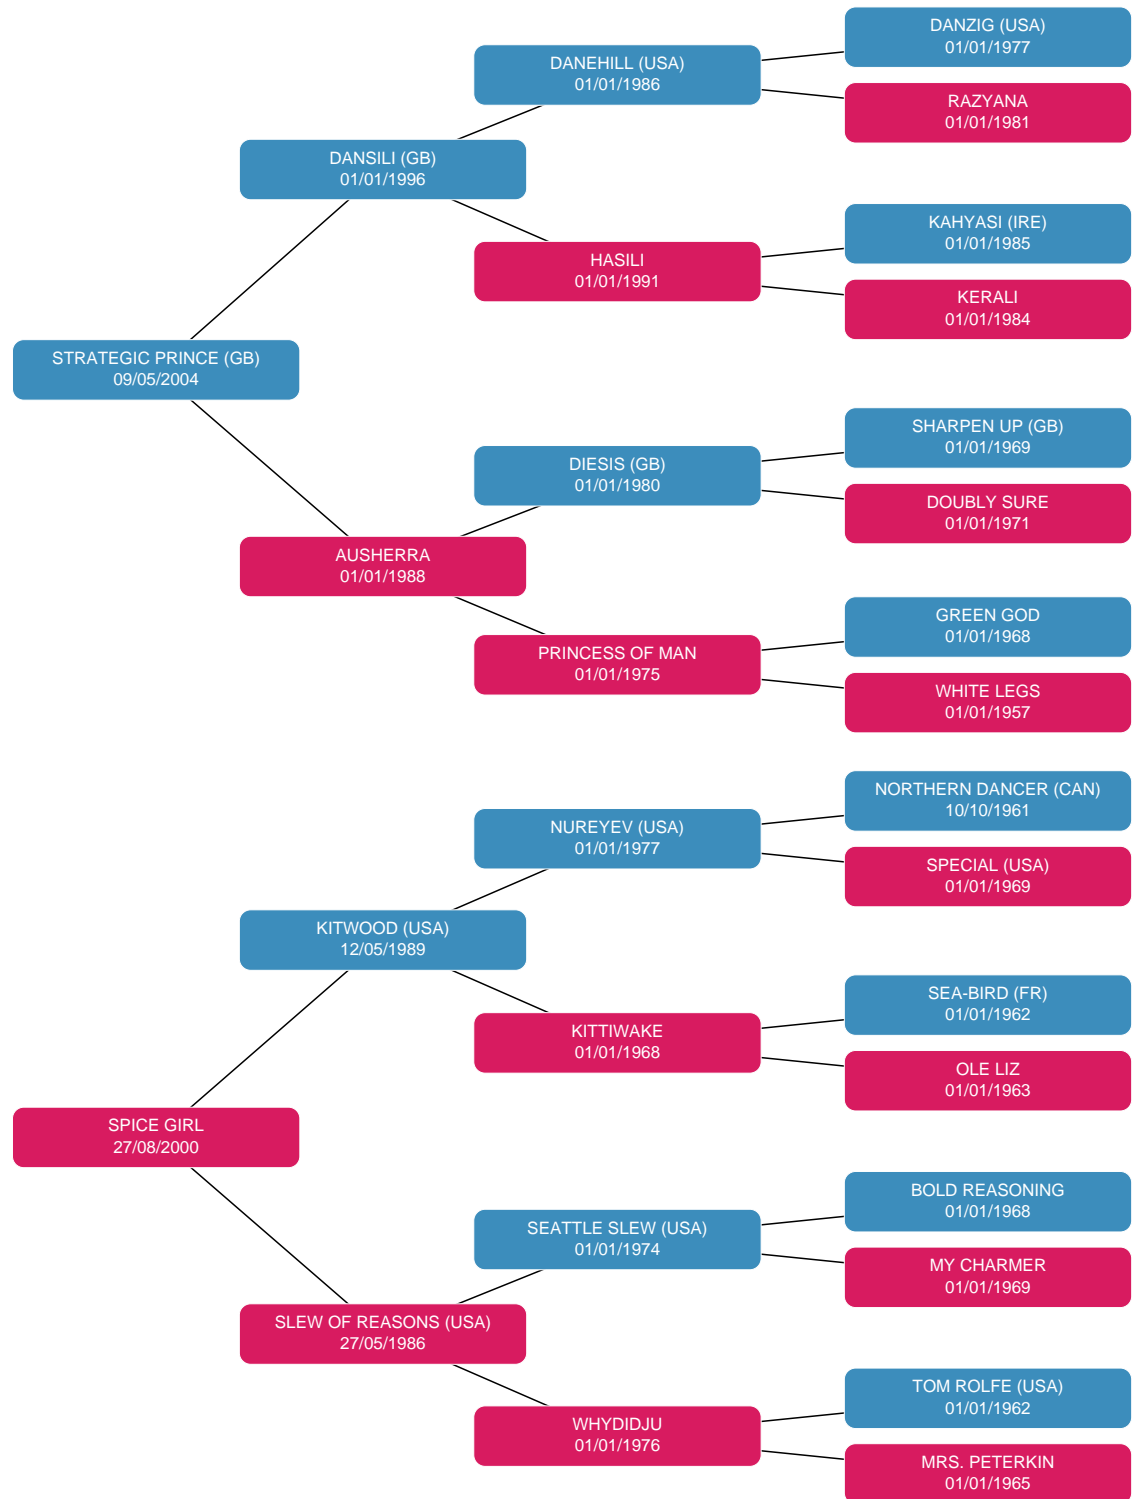 DANZIG (USA)
01/01/1977
DANEHILL (USA)
01/01/1986
RAZYANA
01/01/1981
DANSILI (GB)
01/01/1996
KAHYASI (IRE)
01/01/1985
HASILI
01/01/1991
KERALI
01/01/1984
STRATEGIC PRINCE (GB)
09/05/2004
SHARPEN UP (GB)
01/01/1969
DIESIS (GB)
01/01/1980
DOUBLY SURE
01/01/1971
AUSHERRA
01/01/1988
GREEN GOD
01/01/1968
PRINCESS OF MAN
01/01/1975
WHITE LEGS
01/01/1957
NORTHERN DANCER (CAN)
10/10/1961
NUREYEV (USA)
01/01/1977
SPECIAL (USA)
01/01/1969
KITWOOD (USA)
12/05/1989
SEA-BIRD (FR)
01/01/1962
KITTIWAKE
01/01/1968
OLE LIZ
01/01/1963
SPICE GIRL
27/08/2000
BOLD REASONING
01/01/1968
SEATTLE SLEW (USA)
01/01/1974
MY CHARMER
01/01/1969
SLEW OF REASONS (USA)
27/05/1986
TOM ROLFE (USA)
01/01/1962
WHYDIDJU
01/01/1976
MRS. PETERKIN
01/01/1965